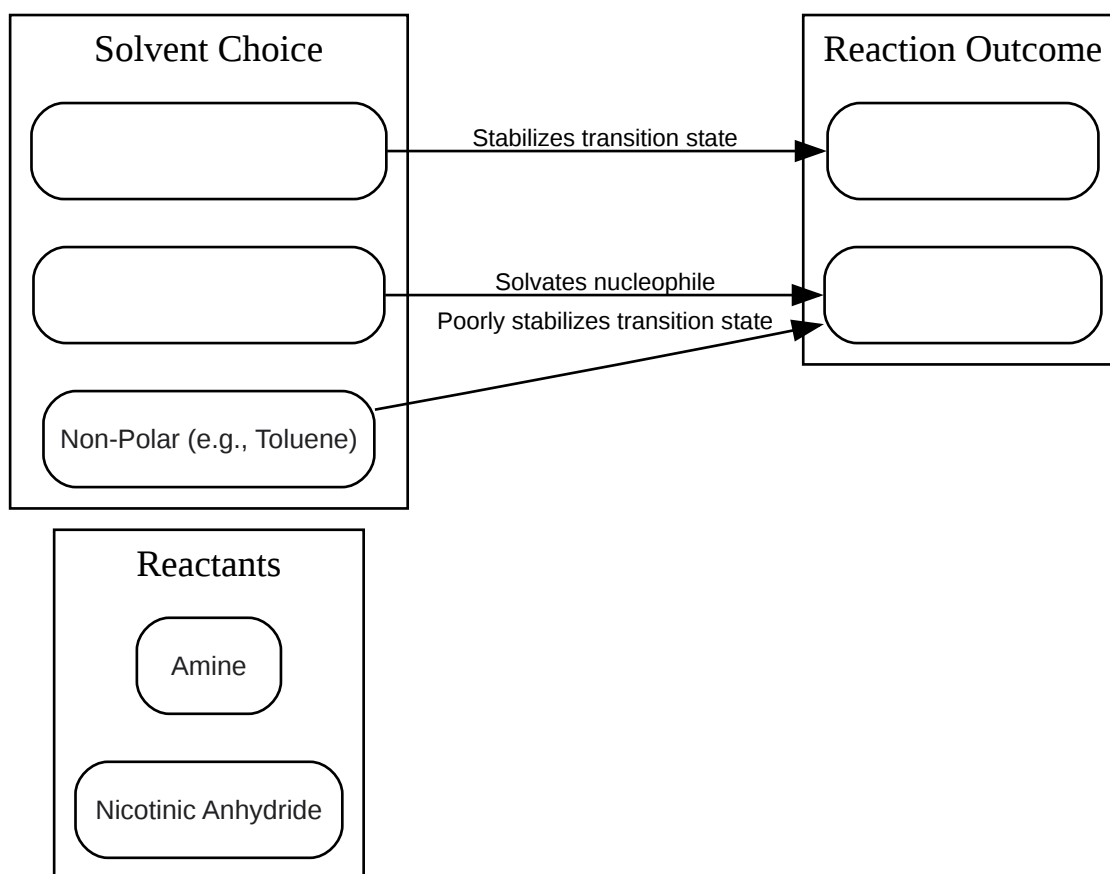 Solvent Choice
Reaction Outcome
Stabilizes transition state
Solvates nucleophile
Poorly stabilizes transition state
Non-Polar (e.g., Toluene)
Reactants
Amine
Nicotinic Anhydride